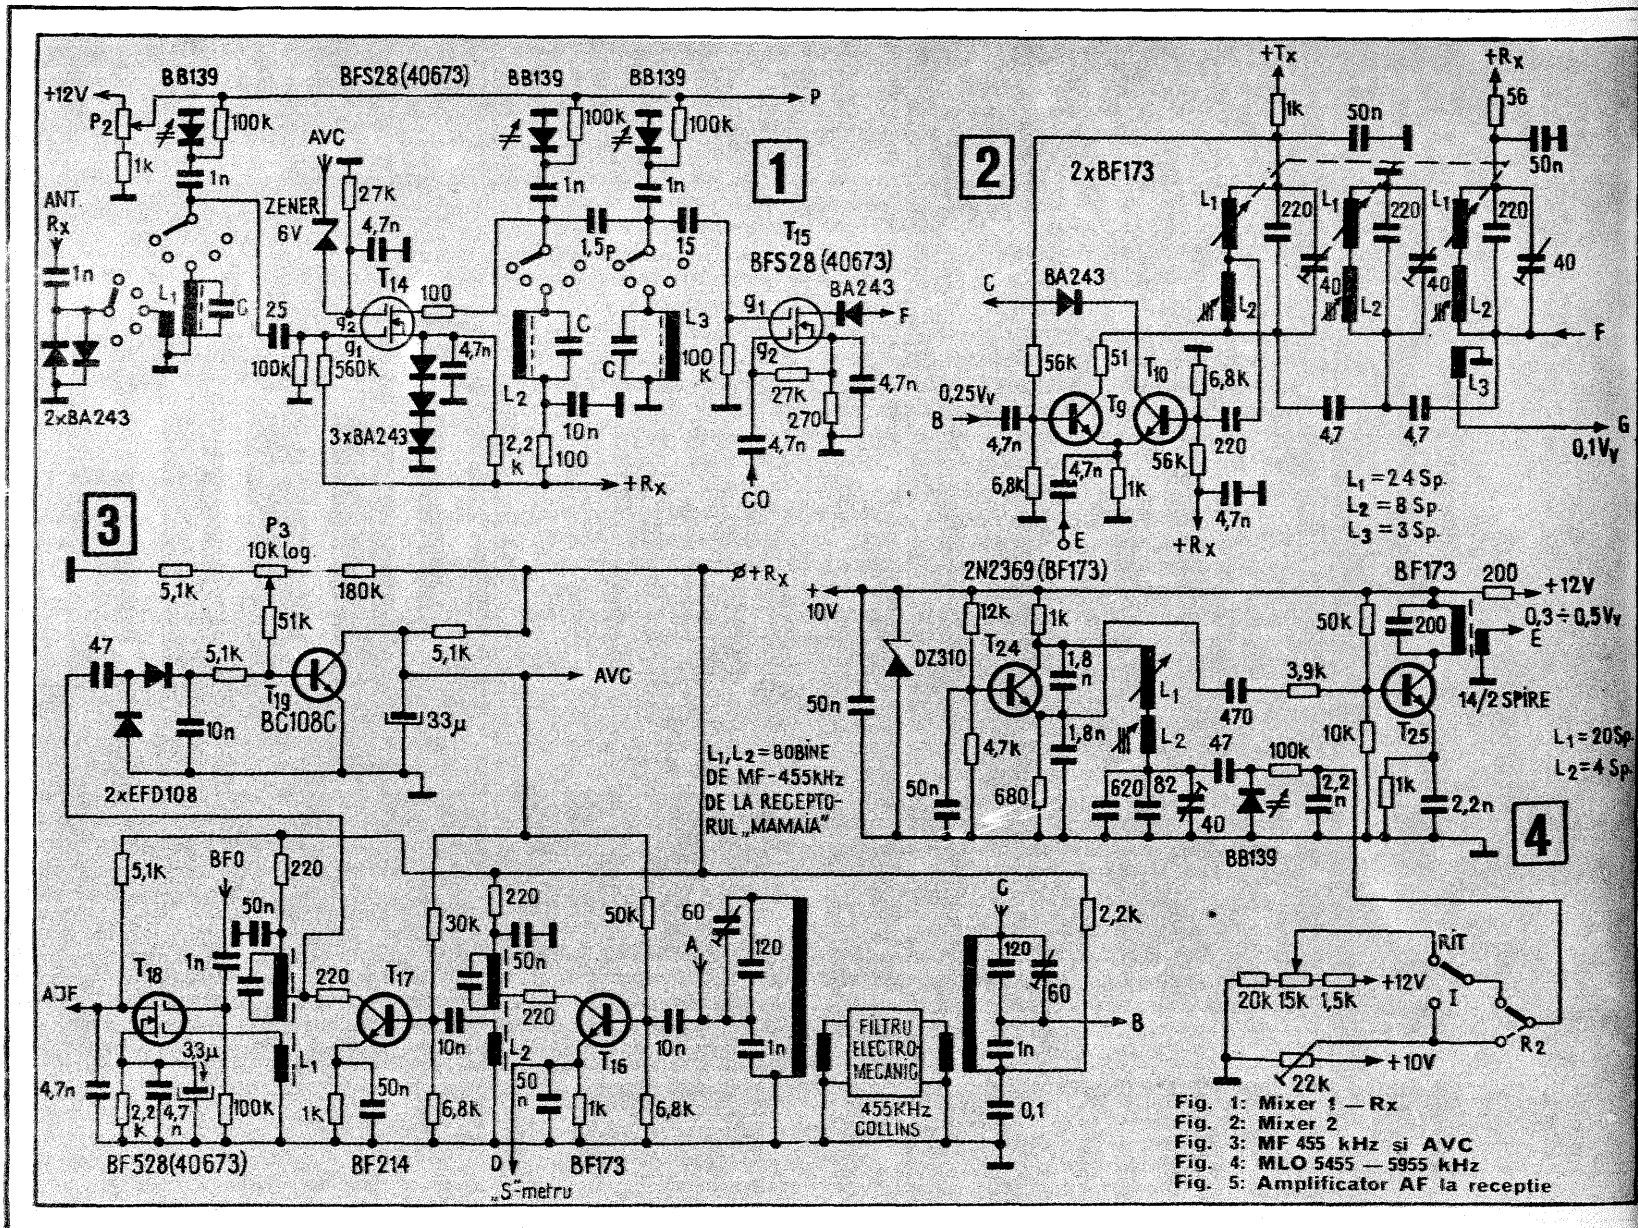 BB139
BFS28 (40673)
BB139
BB139
+12V
P2
100k
1k
1n
AVC
27k
ZENER
6V
4,7n
T14
100k
100k
P
1
1n
1n
1,5p
15
T15
BFS28 (40673)
BA243
F
ANT.
Rx
1n
L1
C
25
100k
560k
g2
g1
100
4,7n
3xBA243
2,2
k
2xBA243
L2
C
C
L3
10n
100
+Rx
100
K
g1
g2
27k
270
4,7n
4,7n
CO
2
2xBF173
+Tx
1k
50n
+Rx
56
50n
L1
220
L1
220
L1
220
40
40
40
L2
L2
L2
C
BA243
F
56k
51
T10
6,8k
0,25Vv
B
4,7n
T9
220
4,7
4,7
L3
G
0,1Vv
6,8k
4,7n
1k
56k
4,7n
E
+Rx
L1 = 24 Sp.
L2 = 8 Sp.
L3 = 3 Sp.
3
P3
10k log.
5,1k
180k
+Rx
51k
47
5,1k
T19
BC108C
5,1k
AVC
10n
33µ
2xEFD108
L1, L2 = BOBINE
DE MF-455kHz
DE LA RECEPTO-
RUL „MAMAIA"
5,1k
BFO
220
50n
1n
T18
AJF
220
T17
30k
220
50n
50k
60
A
120
C
120
60
2,2k
B
220
T16
10n
10n
L2
1n
1n
3,3µ
L1
4,7n
2,2
k
4,7
n
100k
1k
50n
6,8k
50
n
1k
6,8k
FILTRU
ELECTRO-
MECANIC
455KHz
COLLINS
0,1
BF528(40673)
BF214
D
BF173
„S"metru
2N2369 (BF173)
+
10V
12k
1k
T24
DZ310
50n
1,8
n
L1
L2
1,8n
4,7k
50n
680
620
82
40
47
100k
2,2
n
BB139
470
3,9k
50k
10k
BF173
200
+12V
0,3÷0,5Vv
E
200
14/2 SPIRE
T25
1k
2,2n
L1 = 20Sp.
L2 = 4 Sp.
4
RIT
20k
15k
1,5k
+12V
I
R2
22k
+10V
Fig. 1: Mixer 1 — Rx
Fig. 2: Mixer 2
Fig. 3: MF 455 kHz si AVC
Fig. 4: MLO 5455 — 5955 kHz
Fig. 5: Amplificator AF la receptie